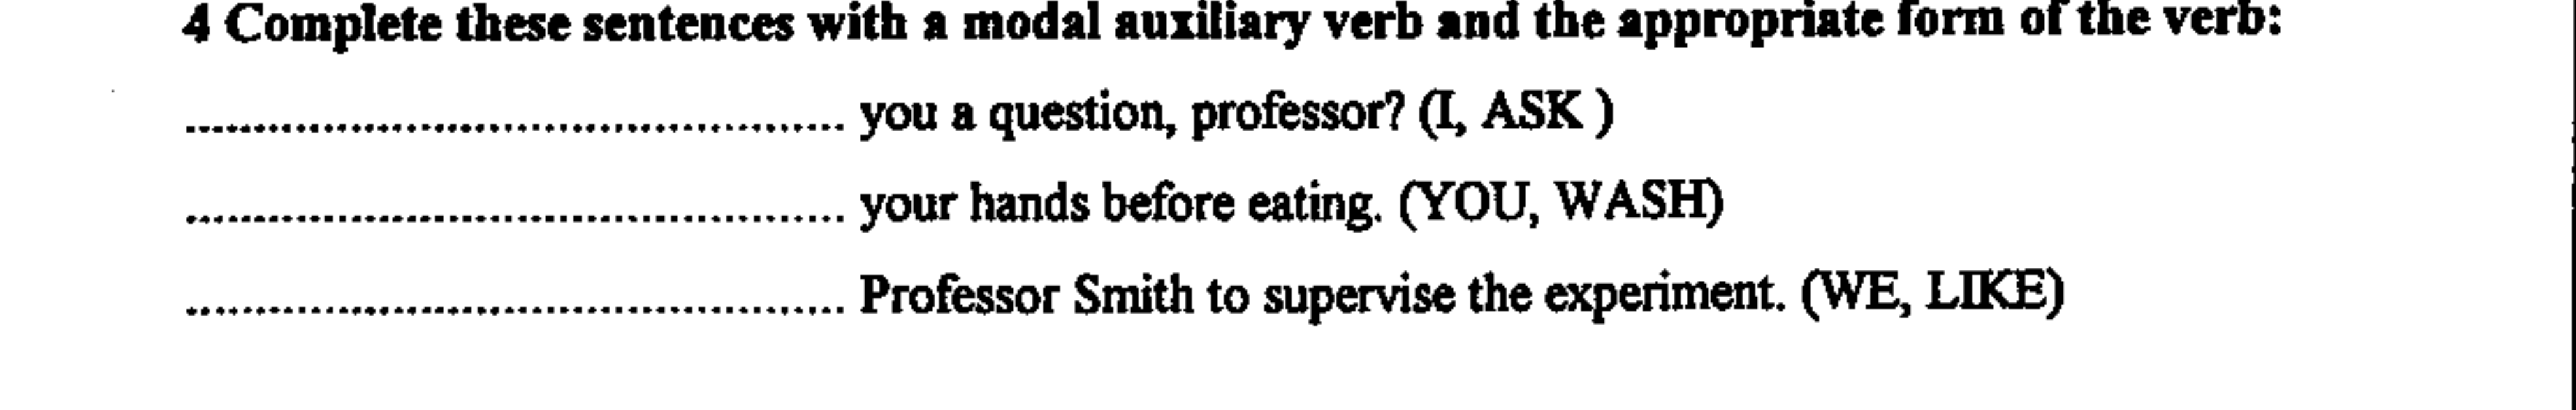 4 Complete these sentences with a modal auxiliary verb and the appropriate form of the verb:
................................................ you a question, professor? (I, ASK )
................................................ your hands before eating. (YOU, WASH)
................................................ Professor Smith to supervise the experiment. (WE, LIKE)